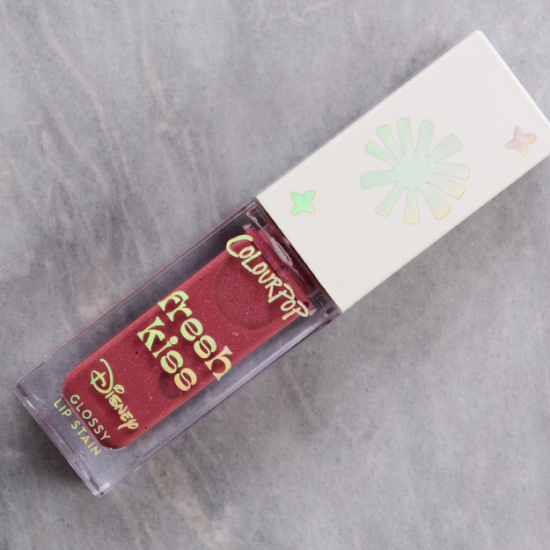 COLOURPOP
fresh
kiss
Disney
GLOSSY
LIP STAIN